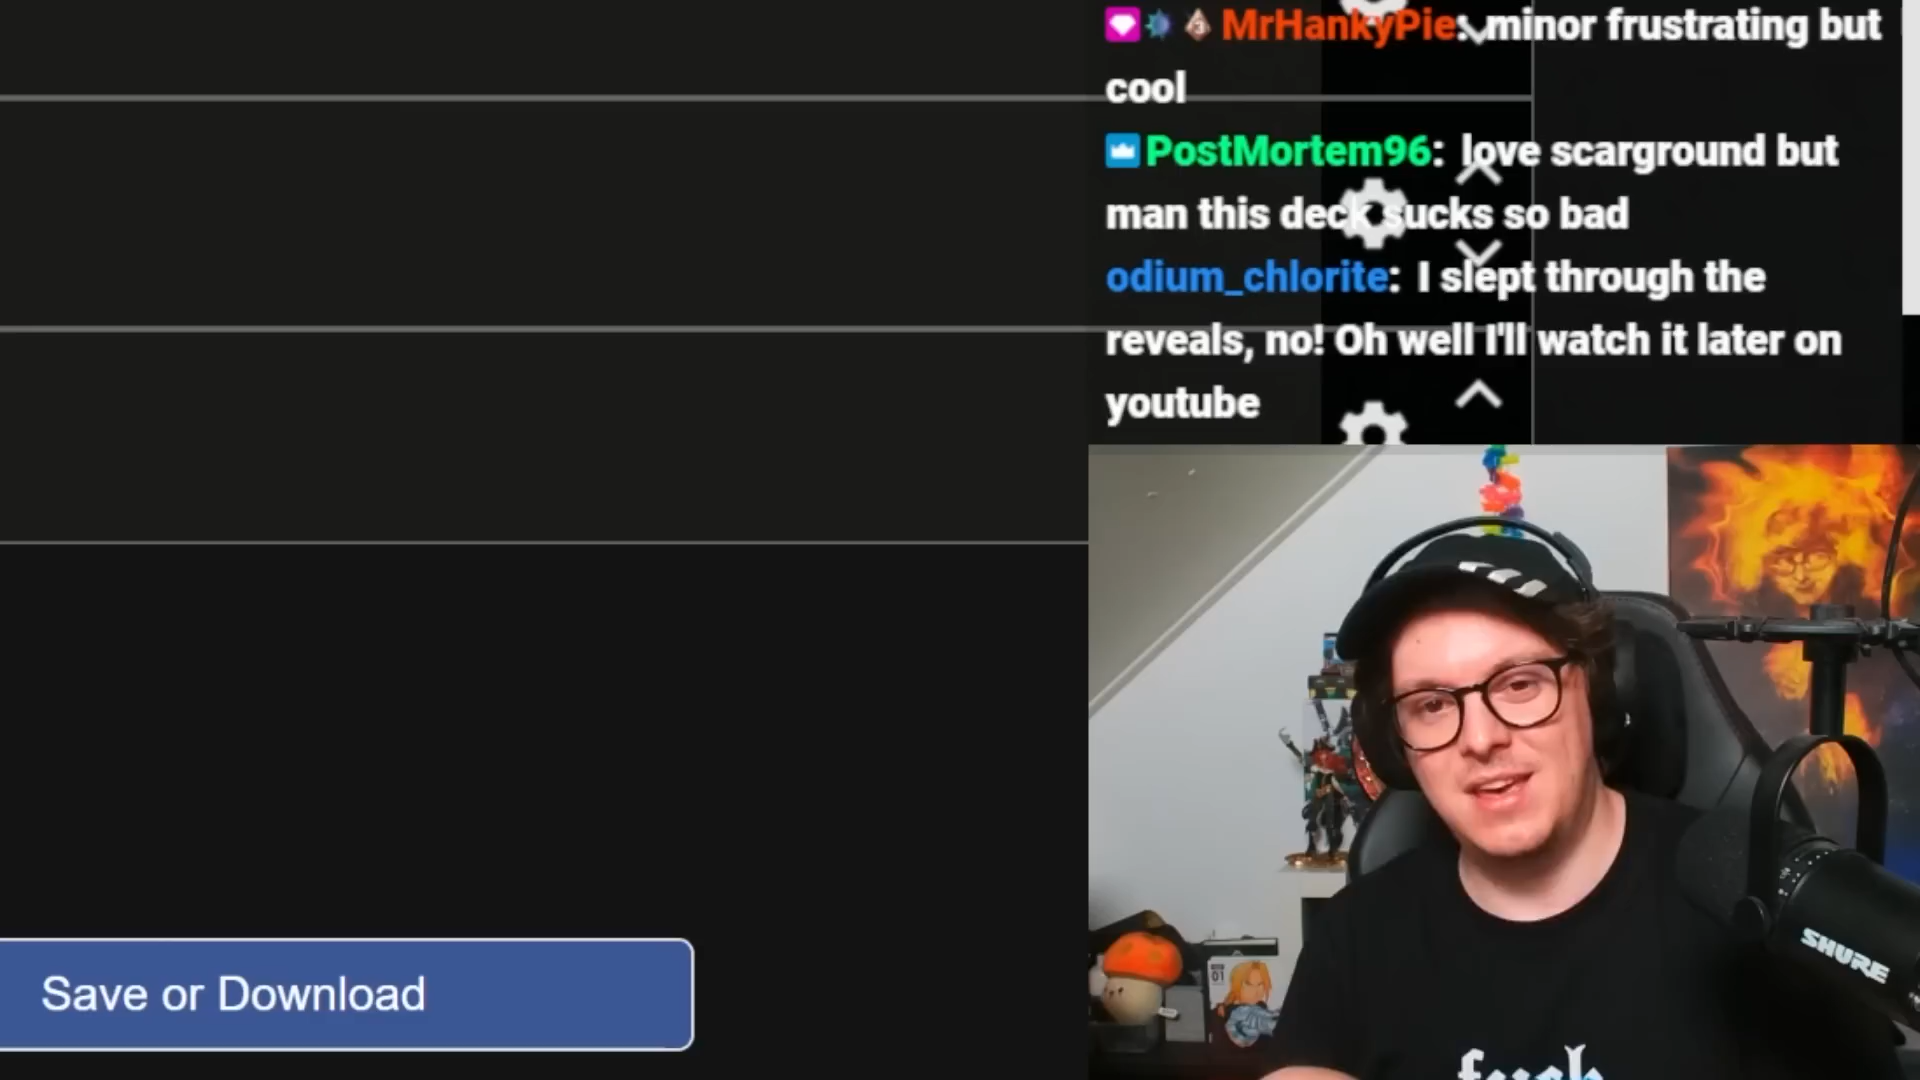 MrHankyPie: minor frustrating but
cool
PostMortem96: love scarground but
man this deck sucks so bad
odium_chlorite: I slept through the
reveals, no! Oh well I'll watch it later on
youtube
01
SHURE
Save or Download